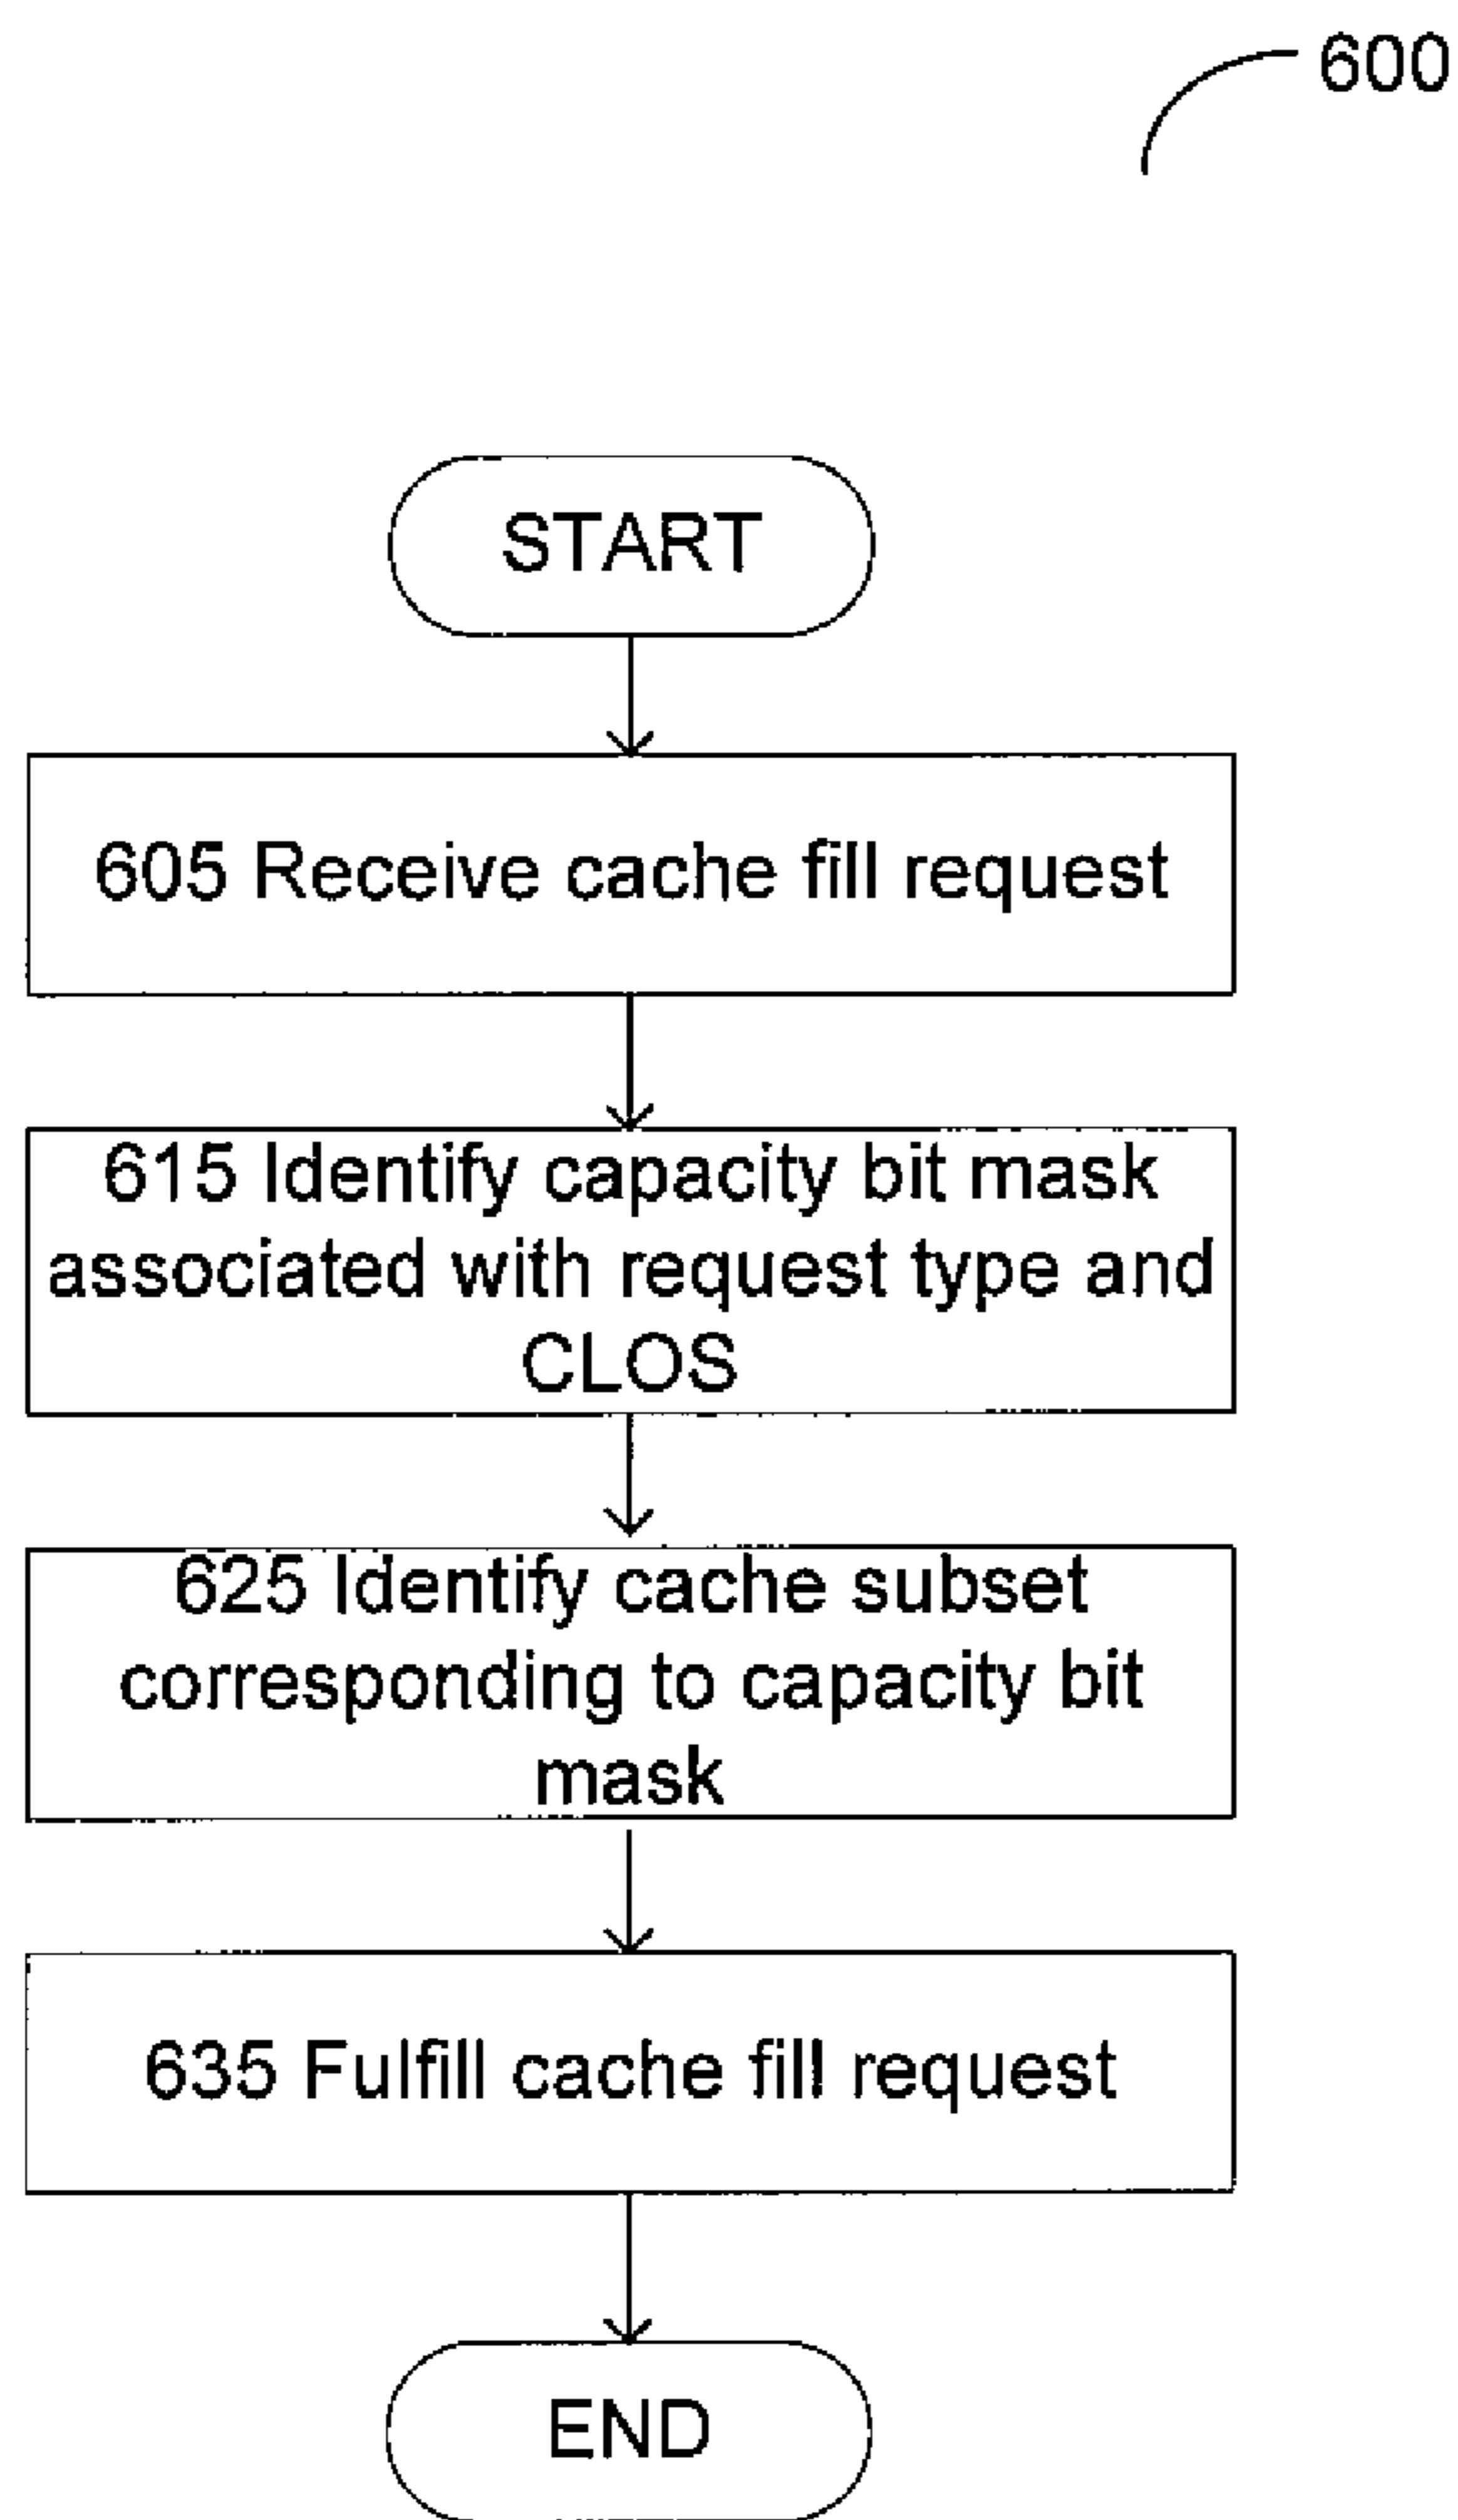 600
START
605 Receive cache fill request
615 Identify capacity bit mask
associated with request type and
CLOS
625 Identify cache subset
corresponding to capacity bit
mask
635 Fulfill cache fill request
END